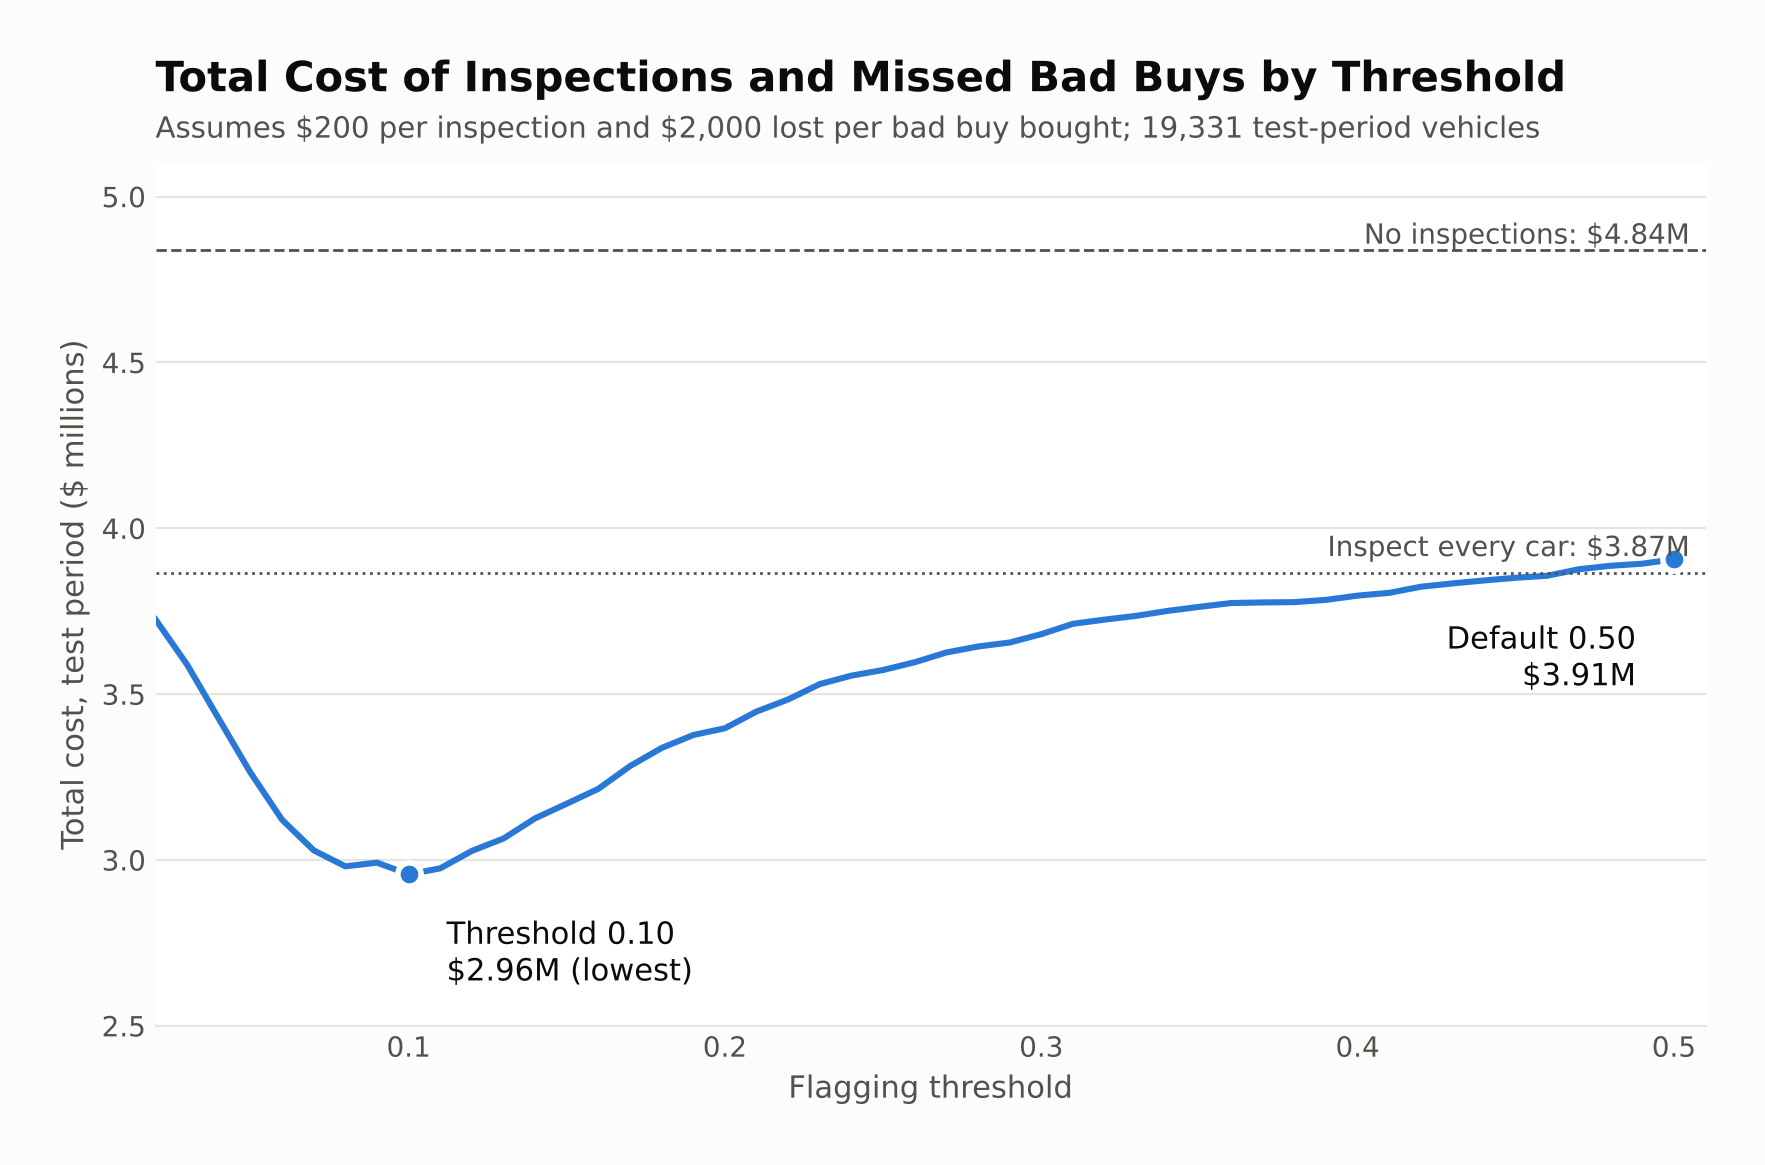 Total Cost of Inspections and Missed Bad Buys by Threshold
Assumes $200 per inspection and $2,000 lost per bad buy bought; 19,331 test-period vehicles
Total cost, test period ($ millions)
5.0
4.5
4.0
3.5
3.0
2.5
No inspections: $4.84M
Inspect every car: $3.87M
Default 0.50
$3.91M
Threshold 0.10
$2.96M (lowest)
0.1
0.2
0.3
0.4
0.5
Flagging threshold